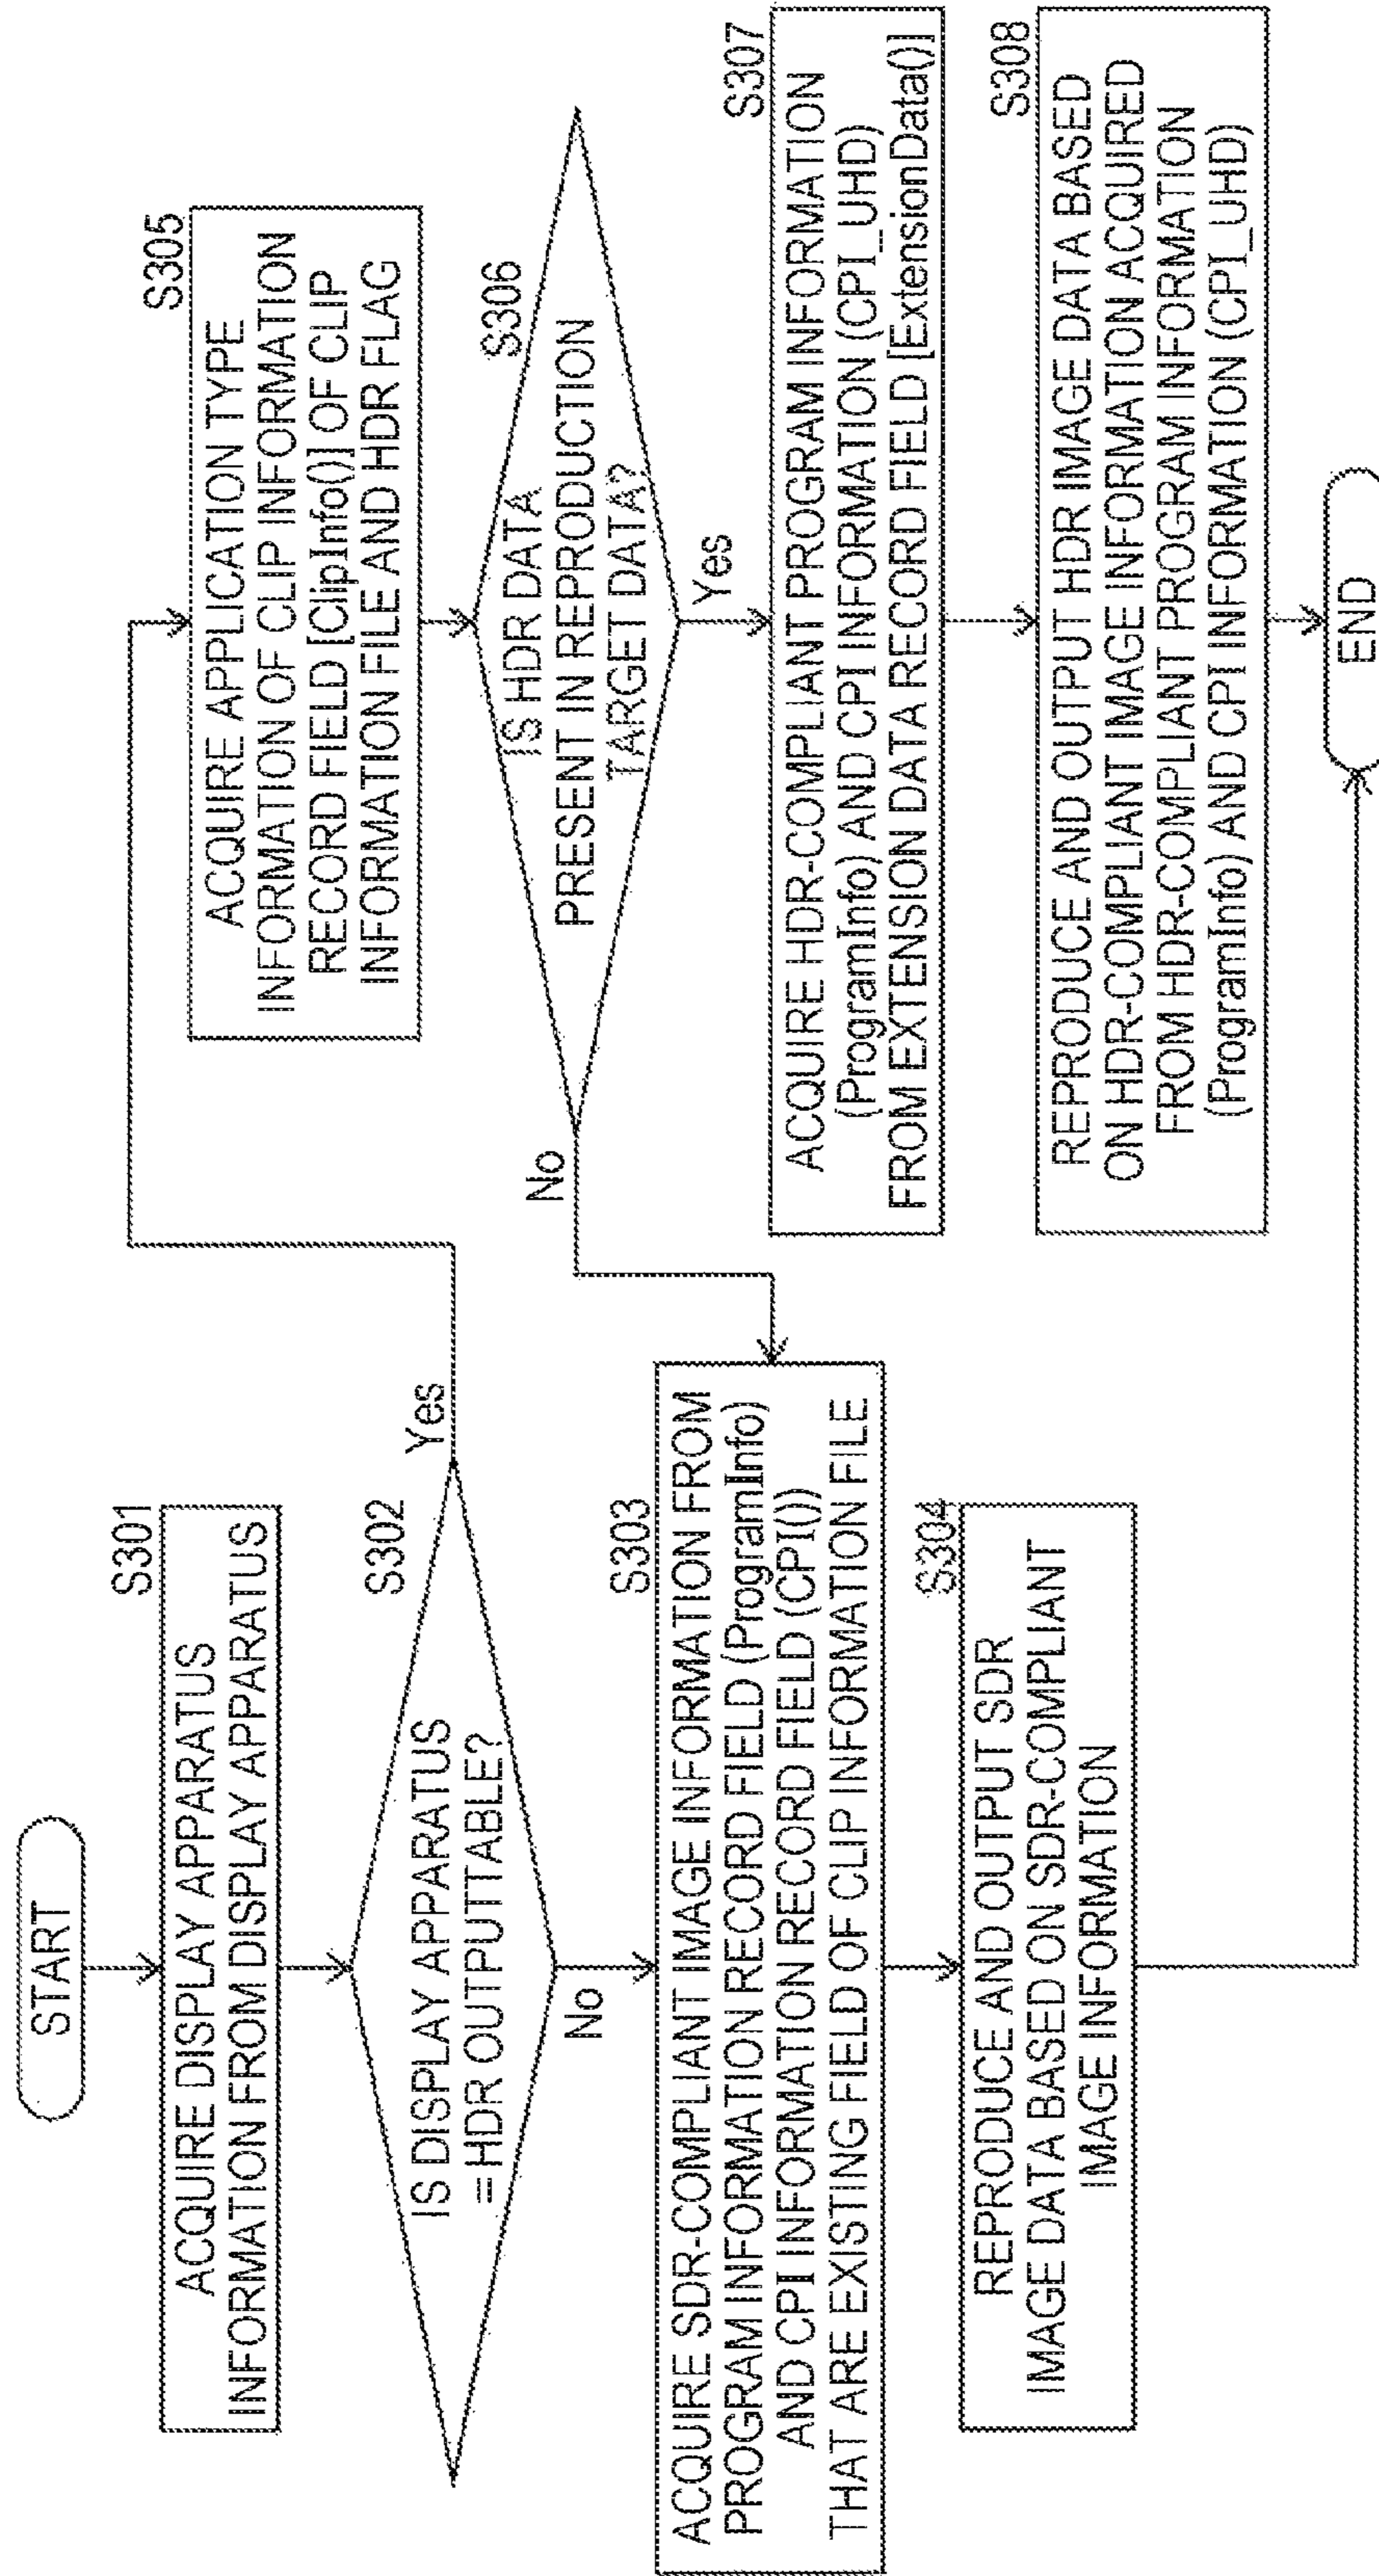 START
S301
ACQUIRE DISPLAY APPARATUS
INFORMATION FROM DISPLAY APPARATUS
S302
IS DISPLAY APPARATUS
=HDR OUTPUTTABLE?
Yes
No
S303
ACQUIRE SDR-COMPLIANT IMAGE INFORMATION FROM
PROGRAM INFORMATION RECORD FIELD (ProgramInfo)
AND CPI INFORMATION RECORD FIELD (CPI())
THAT ARE EXISTING FIELD OF CLIP INFORMATION FILE
S304
REPRODUCE AND OUTPUT SDR
IMAGE DATA BASED ON SDR-COMPLIANT
IMAGE INFORMATION
S305
ACQUIRE APPLICATION TYPE
INFORMATION OF CLIP INFORMATION
RECORD FIELD [ClipInfo()] OF CLIP
INFORMATION FILE AND HDR FLAG
S306
IS HDR DATA
PRESENT IN REPRODUCTION
TARGET DATA?
No
Yes
S307
ACQUIRE HDR-COMPLIANT PROGRAM INFORMATION
(ProgramInfo) AND CPI INFORMATION (CPI_UHD)
FROM EXTENSION DATA RECORD FIELD [ExtensionData()]
S308
REPRODUCE AND OUTPUT HDR IMAGE DATA BASED
ON HDR-COMPLIANT IMAGE INFORMATION ACQUIRED
FROM HDR-COMPLIANT PROGRAM INFORMATION
(ProgramInfo) AND CPI INFORMATION (CPI_UHD)
END